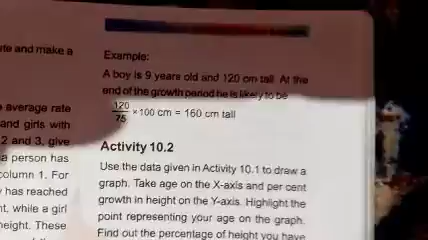 ate and make a
average rate
and girls with
2 and 3, give
a person has
column 1. For
has reached
nt, while a girl
height. These
Example:
A boy is 9 years old and 120 cm tall. At the
end of the growth period he is likely to be
120
75
×100 cm = 160 cm tall
Activity 10.2
Use the data given in Activity 10.1 to draw a
graph. Take age on the X-axis and per cent
growth in height on the Y-axis. Highlight the
point representing your age on the graph.
Find out the percentage of height you have